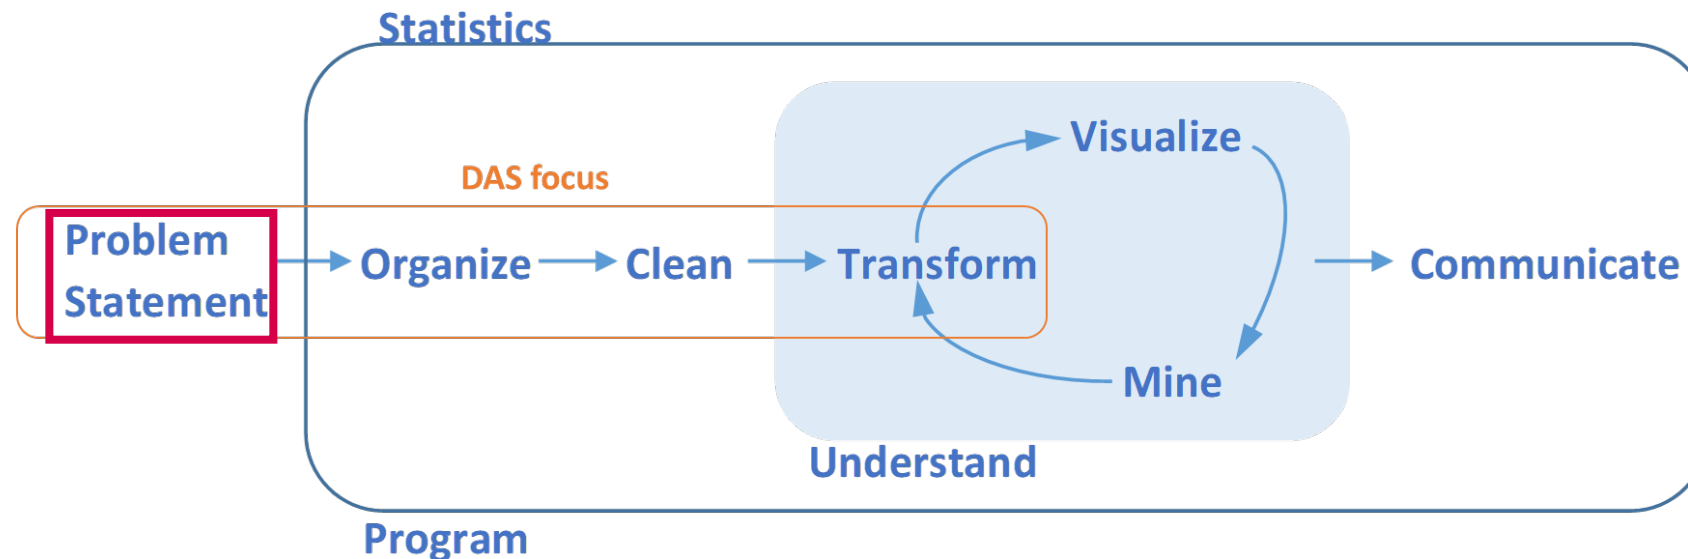 Statistics
Visualize
DAS focus
Problem
Statement
Organize
Clean
Transform
Communicate
Mine
Understand
Program